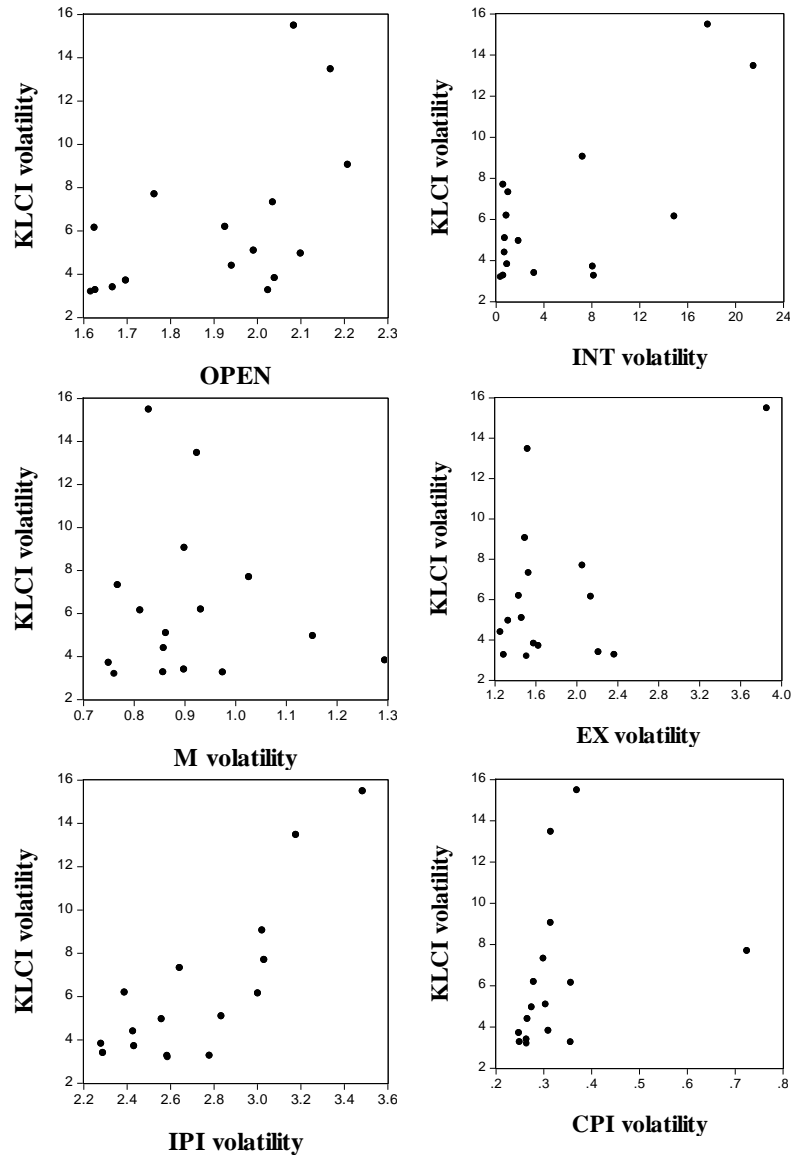 16
14
12
10
8
6
4
2
KLCI volatility
1.6 1.7 1.8 1.9 2.0 2.1 2.2 2.3
OPEN
16
14
12
10
8
6
4
2
KLCI volatility
0 4 8 12 16 20 24
INT volatility
16
14
12
10
8
6
4
2
KLCI volatility
0.7 0.8 0.9 1.0 1.1 1.2 1.3
M volatility
16
14
12
10
8
6
4
2
KLCI volatility
1.2 1.6 2.0 2.4 2.8 3.2 3.6 4.0
EX volatility
16
14
12
10
8
6
4
2
KLCI volatility
2.2 2.4 2.6 2.8 3.0 3.2 3.4 3.6
IPI volatility
16
14
12
10
8
6
4
2
KLCI volatility
.2 .3 .4 .5 .6 .7 .8
CPI volatility